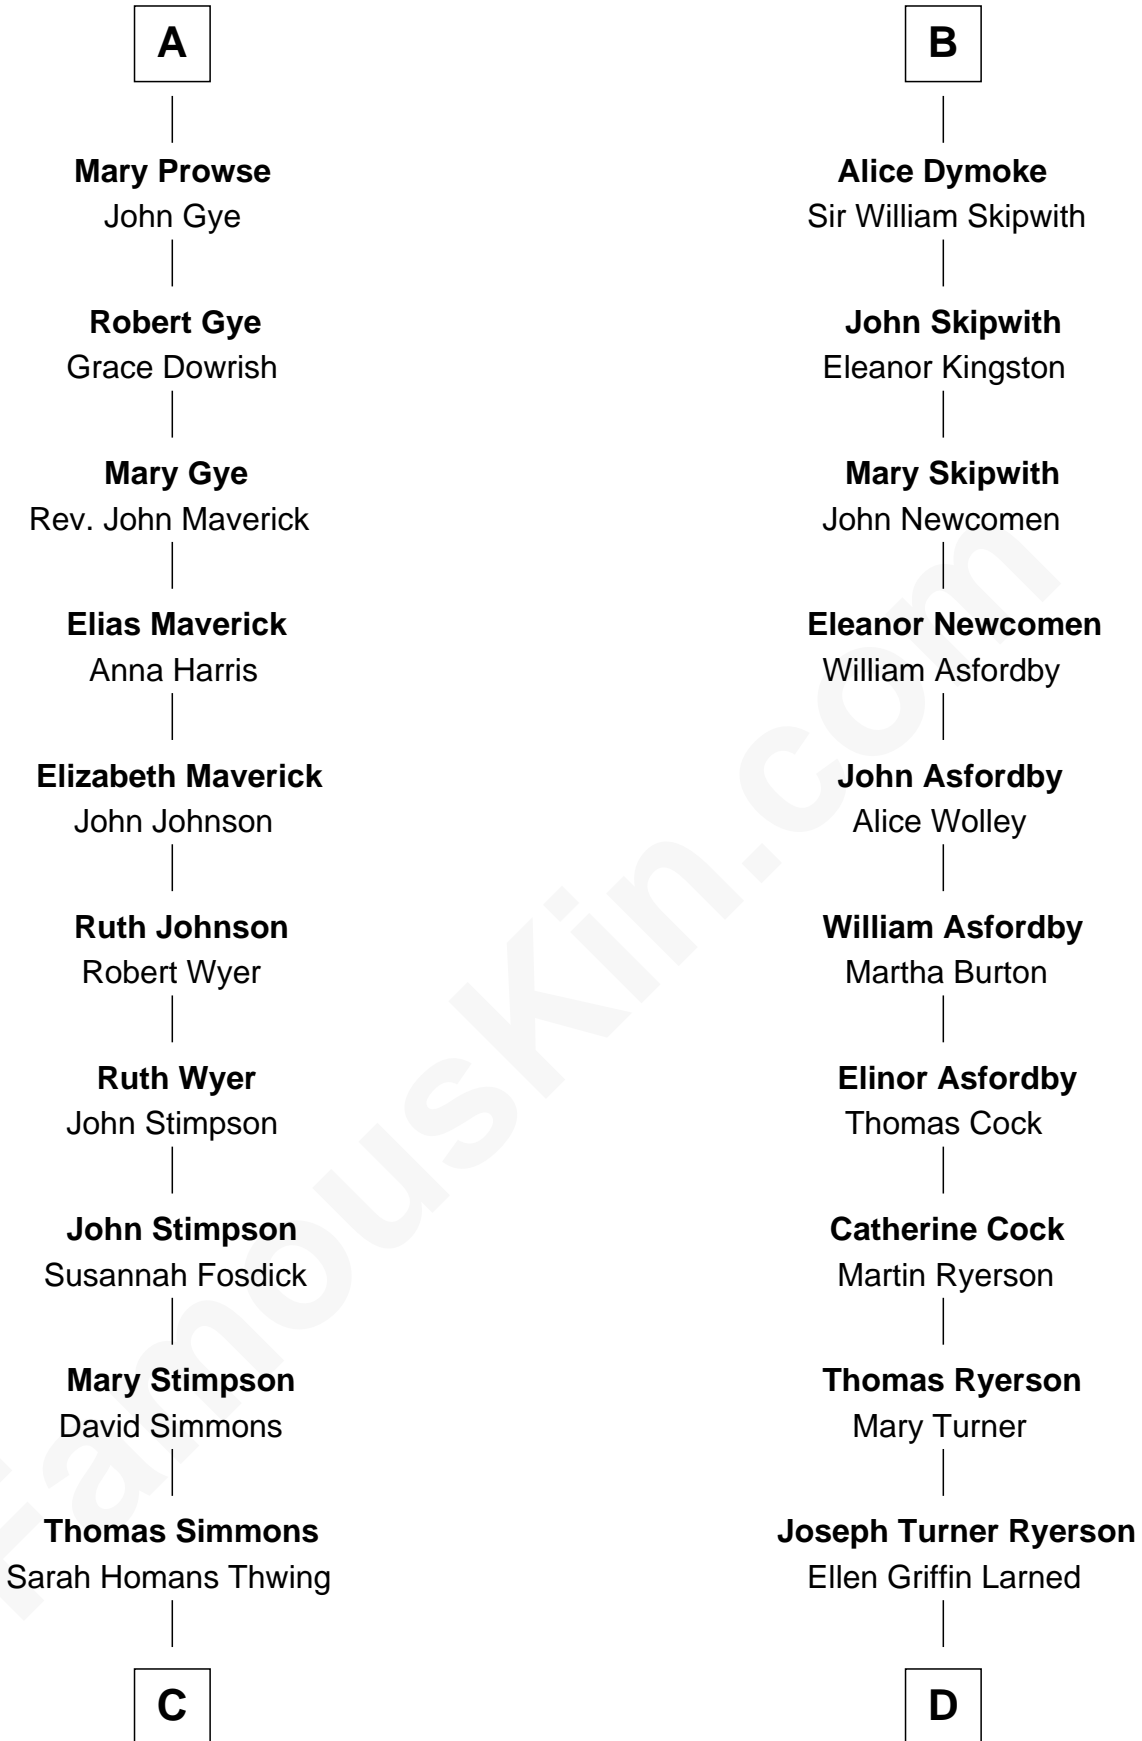 A
Mary Prowse
John Gye
Robert Gye
Grace Dowrish
Mary Gye
Rev. John Maverick
Elias Maverick
Anna Harris
Elizabeth Maverick
John Johnson
Ruth Johnson
Robert Wyer
Ruth Wyer
John Stimpson
John Stimpson
Susannah Fosdick
Mary Stimpson
David Simmons
Thomas Simmons
Sarah Homans Thwing
C
B
Alice Dymoke
Sir William Skipwith
John Skipwith
Eleanor Kingston
Mary Skipwith
John Newcomen
Eleanor Newcomen
William Asfordby
John Asfordby
Alice Wolley
William Asfordby
Martha Burton
Elinor Asfordby
Thomas Cock
Catherine Cock
Martin Ryerson
Thomas Ryerson
Mary Turner
Joseph Turner Ryerson
Ellen Griffin Larned
D
FamousKin.com